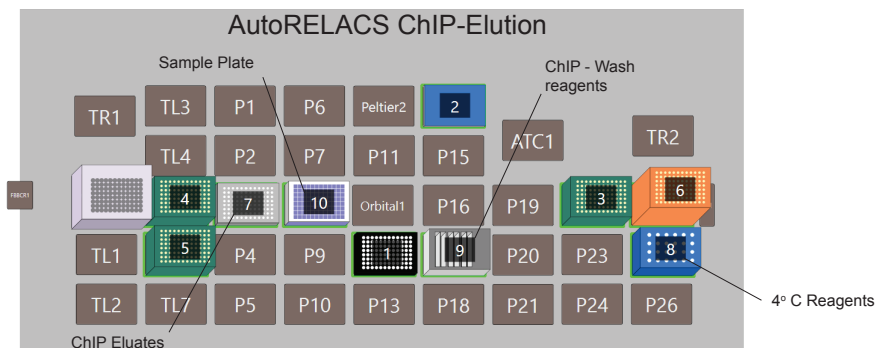 AutoRELACS ChIP-Elution
Sample Plate
ChIP - Wash
reagents
TR1
TL3
P1
P6
Peltier2
2
ATC1
TR2
TL4
P2
P7
P11
P15
FBBCR1
4
7
10
Orbital1
P16
P19
3
6
TL1
5
P4
P9
1
9
P20
P23
8
TL2
TL7
P5
P10
P13
P18
P21
P24
P26
4° C Reagents
ChIP Eluates